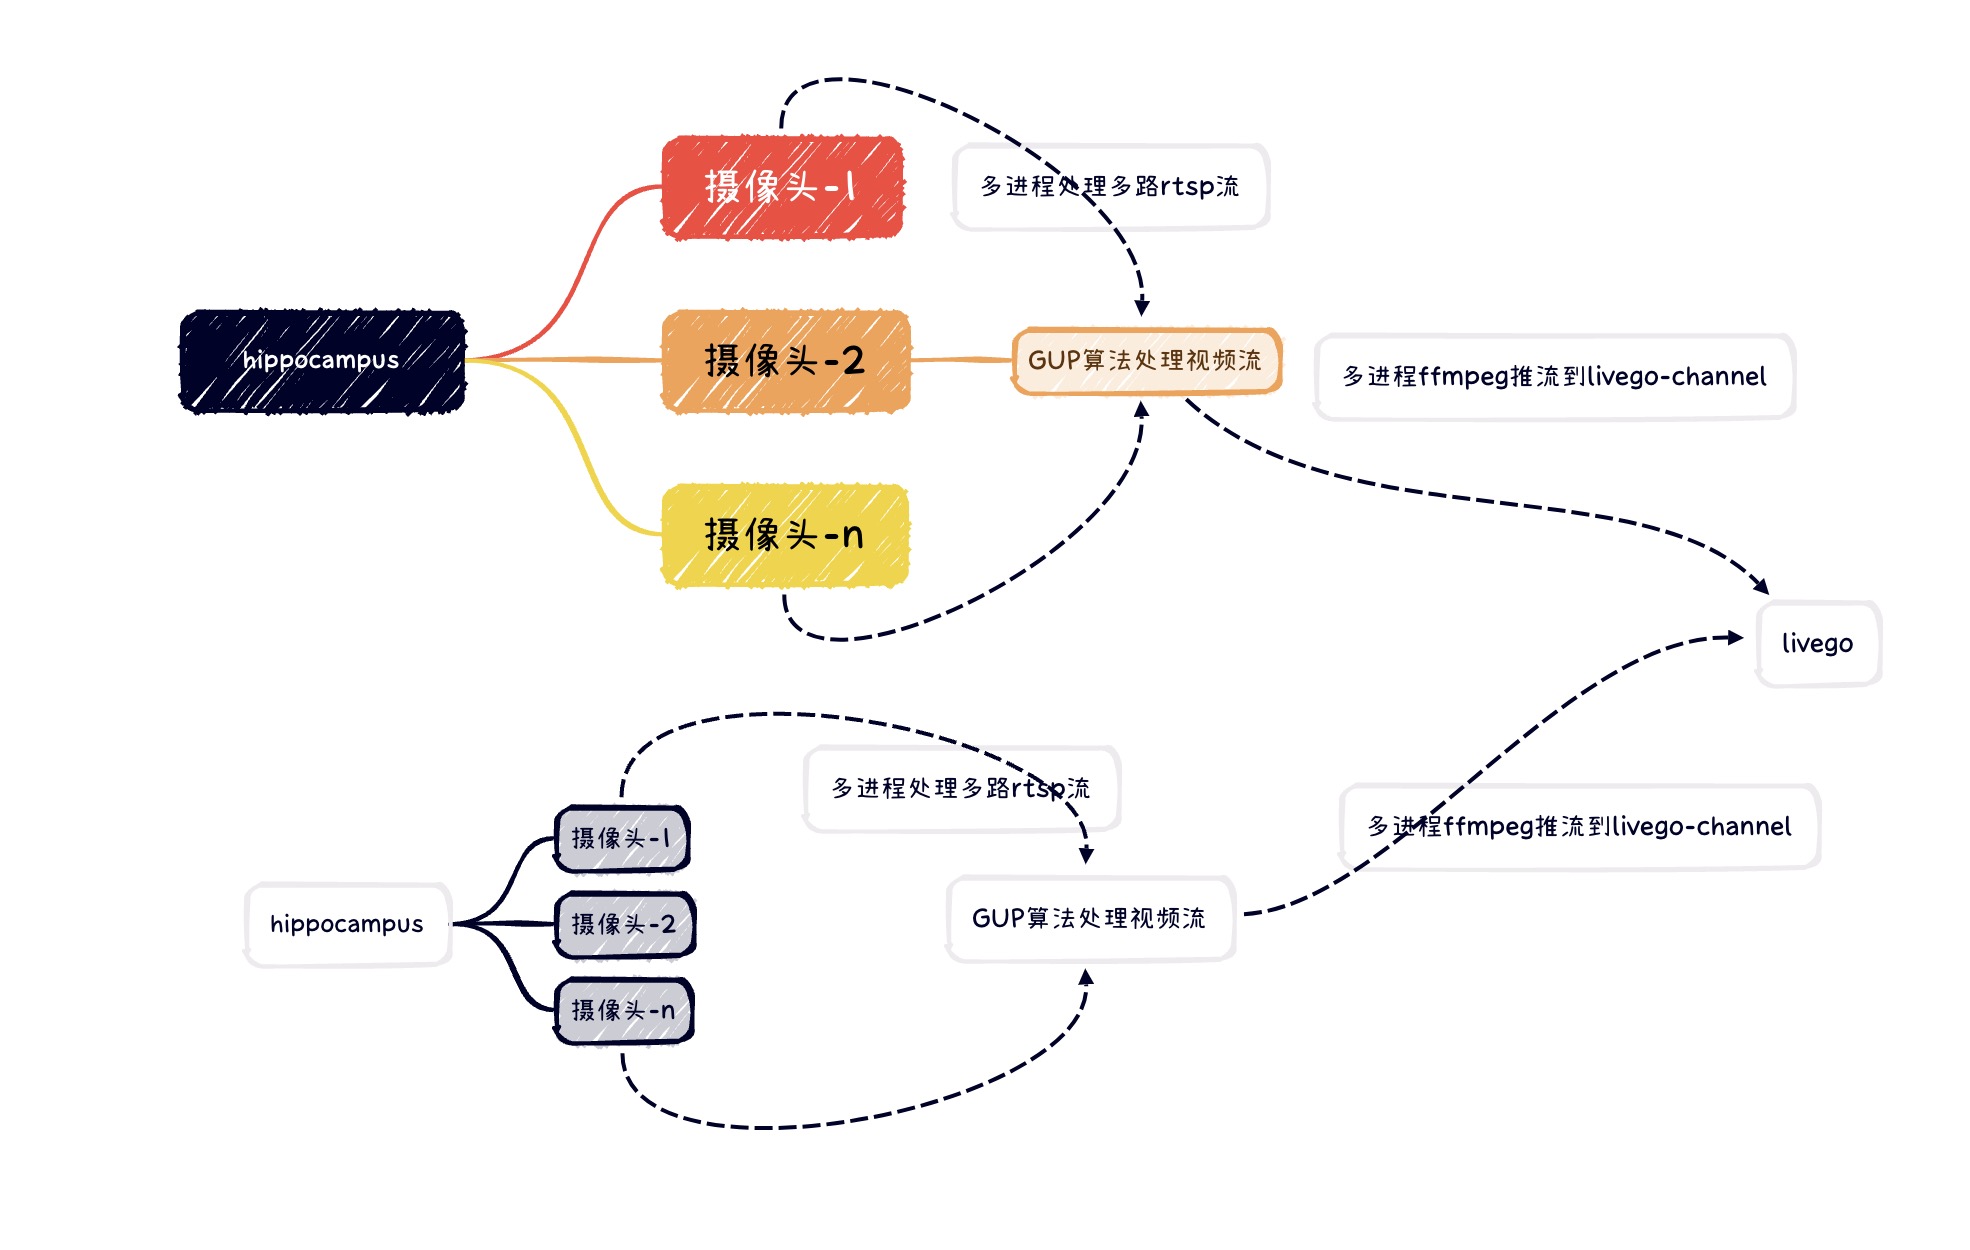 摄像头-1
多进程处理多路rtsp流
hippocampus
摄像头-2
GUP算法处理视频流
多进程ffmpeg推流到livego-channel
摄像头-n
livego
多进程处理多路rtsp流
摄像头-1
多进程ffmpeg推流到livego-channel
hippocampus
摄像头-2
GUP算法处理视频流
摄像头-n